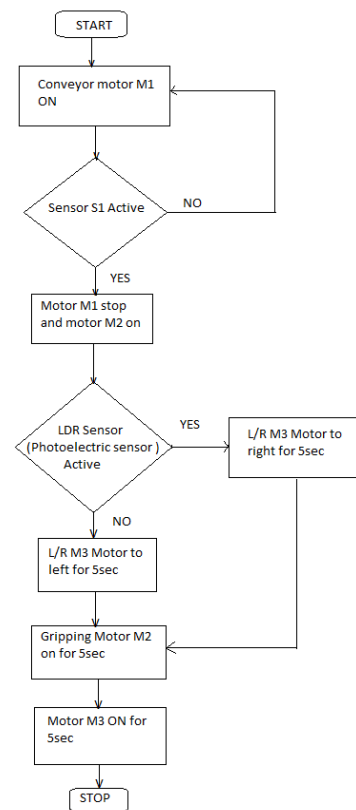 START
Conveyor motor M1
ON
Sensor S1 Active
NO
YES
Motor M1 stop
and motor M2 on
LDR Sensor
(Photoelectric sensor )
Active
YES
L/R M3 Motor to
right for 5sec
NO
L/R M3 Motor to
left for 5sec
Gripping Motor M2
on for 5sec
Motor M3 ON for
5sec
STOP